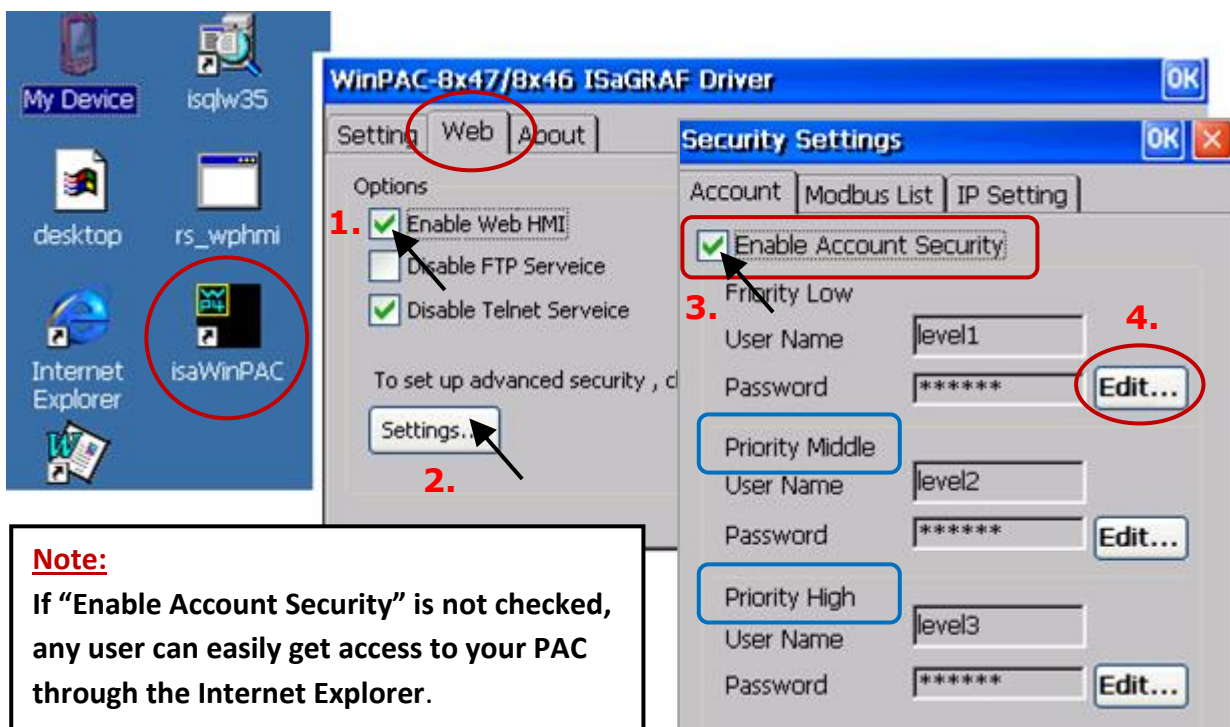 My Device
isqlw35
desktop
rs_wphmi
Internet
Explorer
isaWinPAC
WinPAC-8x47/8x46 ISaGRAF Driver
OK
Setting
Web
About
Options
1.
Enable Web HMI
Disable FTP Serveice
Disable Telnet Serveice
To set up advanced security , cl
Settings...
2.
Security Settings
OK
Account
Modbus List
IP Setting
Enable Account Security
3.
Priority Low
User Name
level1
4.
Password
******
Edit...
Priority Middle
User Name
level2
Password
******
Edit...
Priority High
User Name
level3
Password
******
Edit...
Note:
If “Enable Account Security” is not checked,
any user can easily get access to your PAC
through the Internet Explorer.